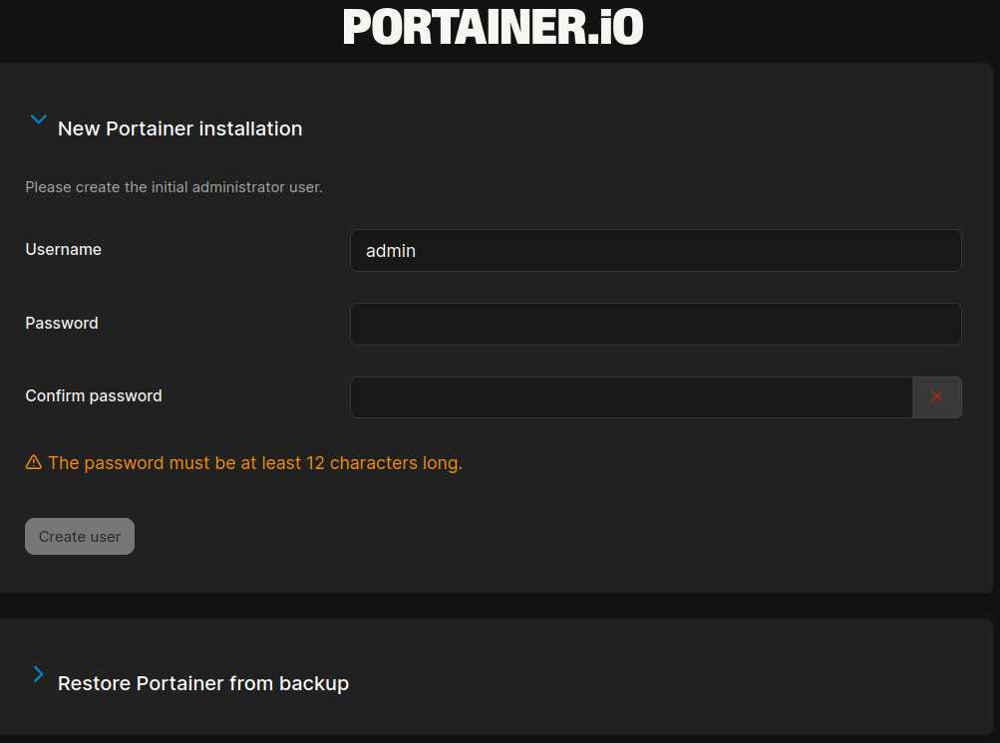 PORTAINER.iO
New Portainer installation
Please create the initial administrator user.
Username
admin
Password
Confirm password
The password must be at least 12 characters long.
Create user
Restore Portainer from backup